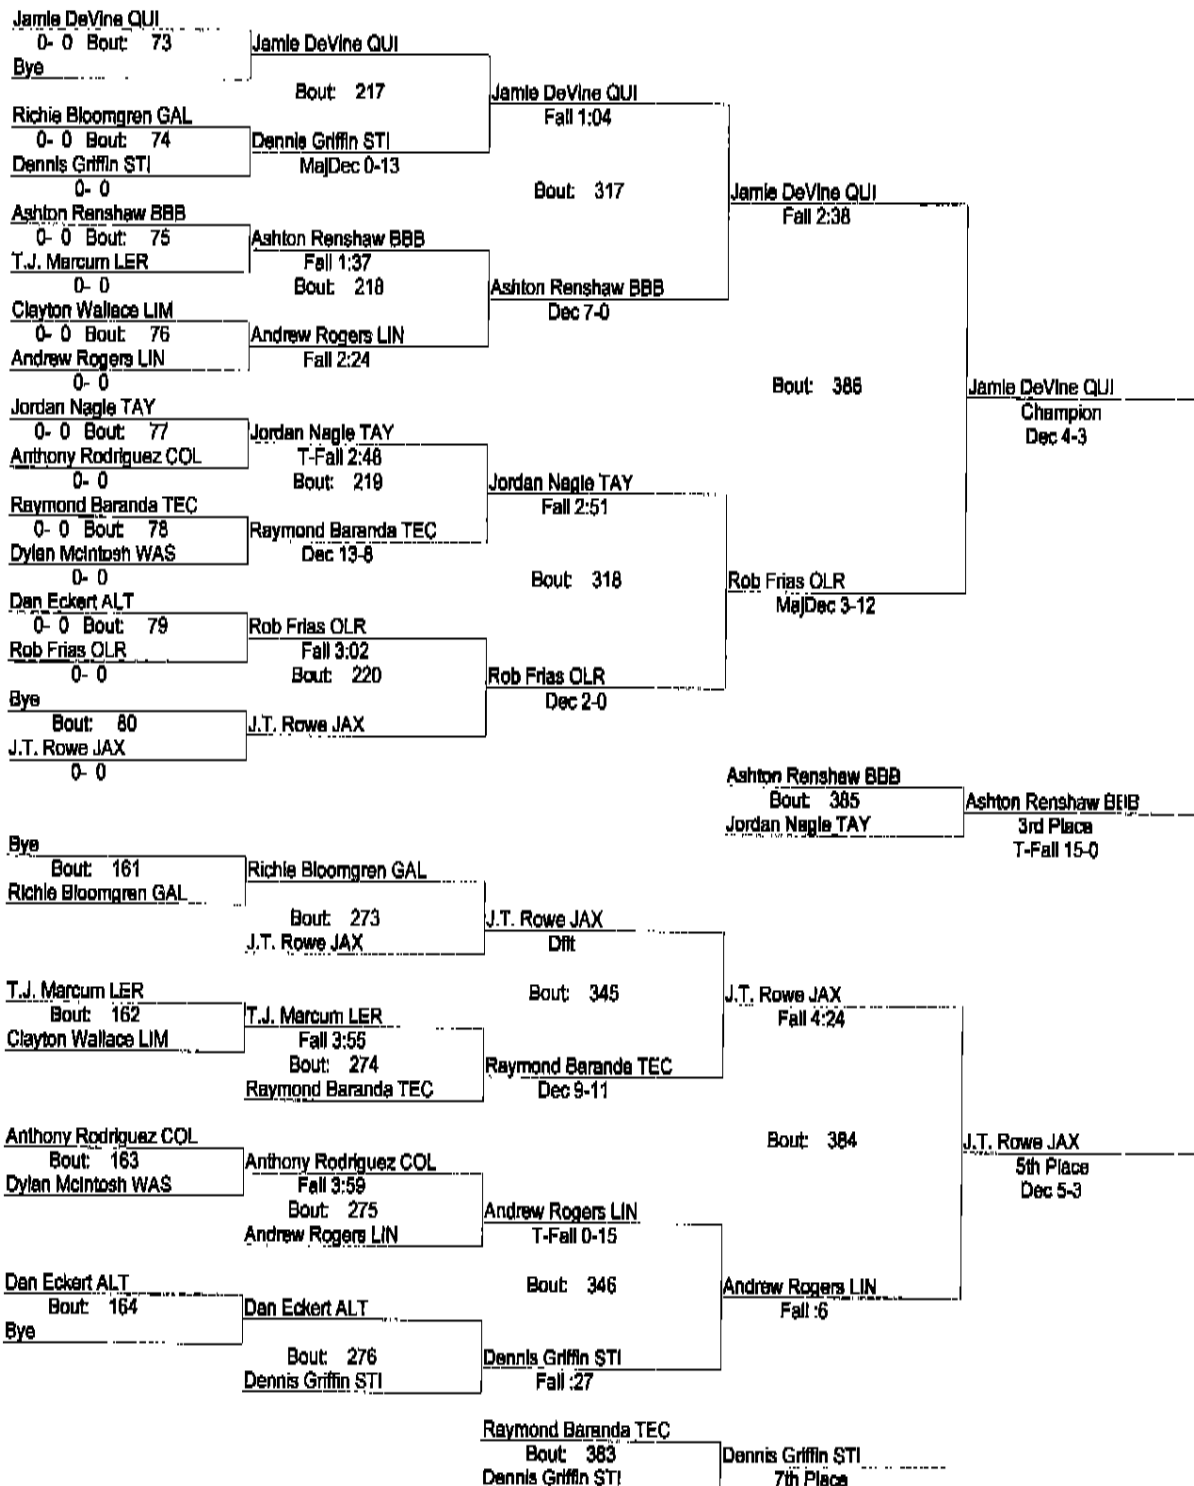 Jamie DeVine QUI
0- 0 Bout: 73
Bye
Jamie DeVine QUI
Bout: 217
Richie Bloomgren GAL
0- 0 Bout: 74
Dennis Griffin STI
0- 0
Dennis Griffin STI
MajDec 0-13
Jamie DeVine QUI
Fall 1:04
Bout: 317
Ashton Renshaw BBB
0- 0 Bout: 75
T.J. Marcum LER
0- 0
Ashton Renshaw BBB
Fall 1:37
Bout: 218
Clayton Wallace LIM
0- 0 Bout: 76
Andrew Rogers LIN
0- 0
Andrew Rogers LIN
Fall 2:24
Ashton Renshaw BBB
Dec 7-0
Jamie DeVine QUI
Fall 2:38
Bout: 386
Jordan Nagle TAY
0- 0 Bout: 77
Anthony Rodriguez COL
0- 0
Jordan Nagle TAY
T-Fall 2:46
Bout: 219
Raymond Baranda TEC
0- 0 Bout: 78
Dylan McIntosh WAS
0- 0
Raymond Baranda TEC
Dec 13-8
Jordan Nagle TAY
Fall 2:51
Bout: 318
Dan Eckert ALT
0- 0 Bout: 79
Rob Frias OLR
0- 0
Rob Frias OLR
Fall 3:02
Bout: 220
Bye
Bout: 80
J.T. Rowe JAX
0- 0
J.T. Rowe JAX
Rob Frias OLR
Dec 2-0
Rob Frias OLR
MajDec 3-12
Jamie DeVine QUI
Champion
Dec 4-3
Ashton Renshaw BBB
Bout: 385
Jordan Nagle TAY
Ashton Renshaw BBB
3rd Place
T-Fall 15-0
Bye
Bout: 161
Richie Bloomgren GAL
Richie Bloomgren GAL
Bout: 273
J.T. Rowe JAX
J.T. Rowe JAX
Dflt
Bout: 345
T.J. Marcum LER
Bout: 162
Clayton Wallace LIM
T.J. Marcum LER
Fall 3:55
Bout: 274
Raymond Baranda TEC
Raymond Baranda TEC
Dec 9-11
J.T. Rowe JAX
Fall 4:24
Bout: 384
Anthony Rodriguez COL
Bout: 163
Dylan McIntosh WAS
Anthony Rodriguez COL
Fall 3:59
Bout: 275
Andrew Rogers LIN
Andrew Rogers LIN
T-Fall 0-15
Bout: 346
Dan Eckert ALT
Bout: 164
Bye
Dan Eckert ALT
Bout: 276
Dennis Griffin STI
Dennis Griffin STI
Fall :27
Andrew Rogers LIN
Fall :6
J.T. Rowe JAX
5th Place
Dec 5-3
Raymond Baranda TEC
Bout: 383
Dennis Griffin STI
Dennis Griffin STI
7th Place